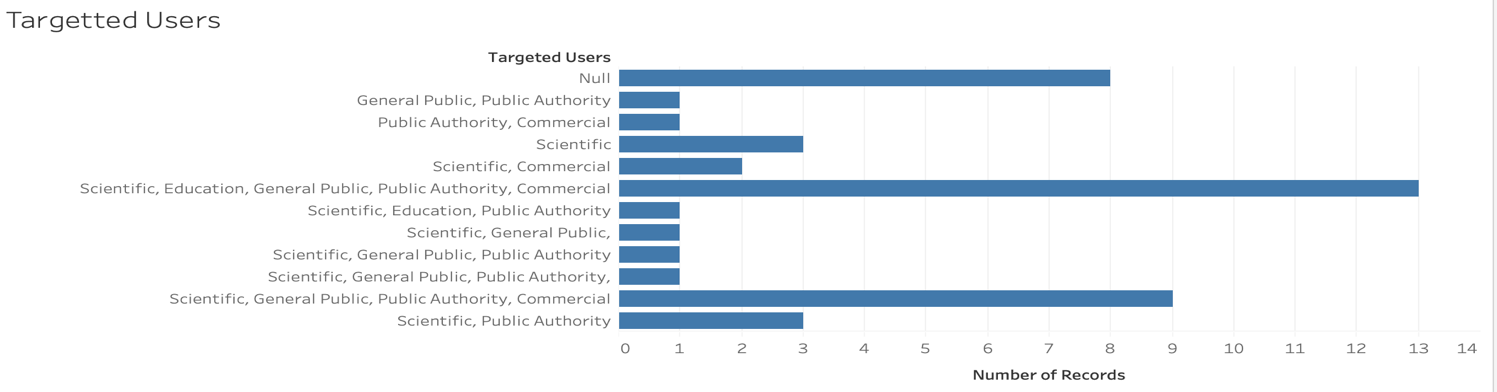 Targetted Users
Targeted Users
Null
General Public, Public Authority
Public Authority, Commercial
Scientific
Scientific, Commercial
Scientific, Education, General Public, Public Authority, Commercial
Scientific, Education, Public Authority
Scientific, General Public,
Scientific, General Public, Public Authority
Scientific, General Public, Public Authority,
Scientific, General Public, Public Authority, Commercial
Scientific, Public Authority
0 1 2 3 4 5 6 7 8 9 10 11 12 13 14
Number of Records